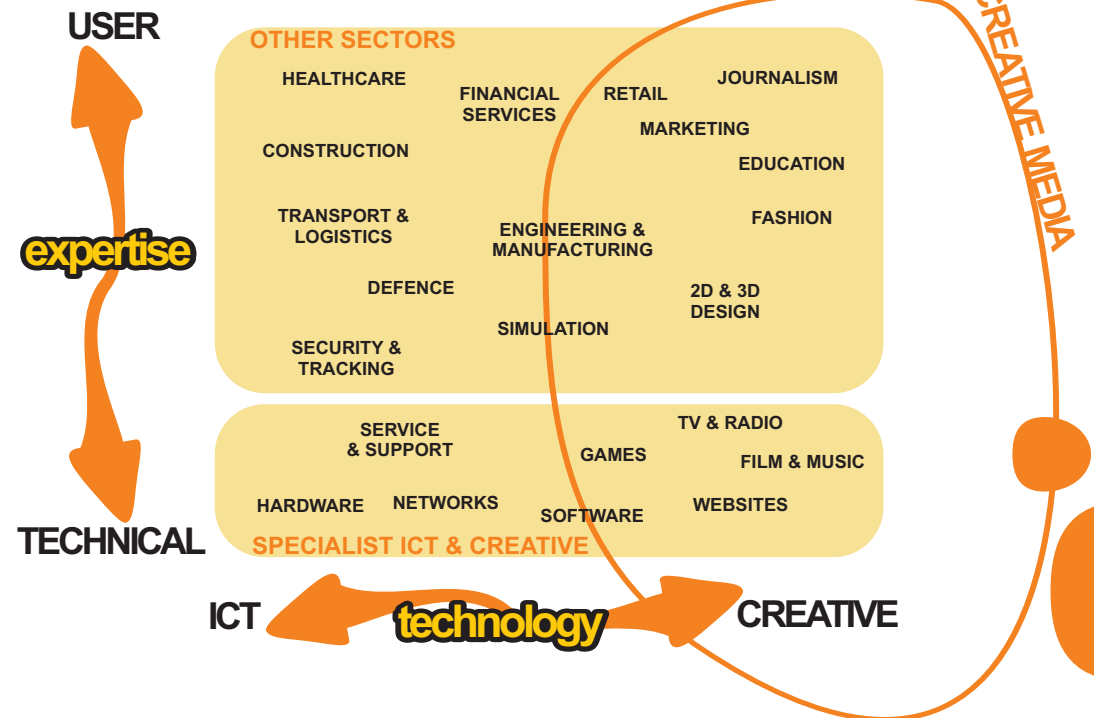 USER
OTHER SECTORS
HEALTHCARE
FINANCIAL
SERVICES
RETAIL
JOURNALISM
MARKETING
CONSTRUCTION
EDUCATION
TRANSPORT &
LOGISTICS
ENGINEERING &
MANUFACTURING
FASHION
expertise
DEFENCE
2D & 3D
DESIGN
SIMULATION
SECURITY &
TRACKING
SERVICE
& SUPPORT
TV & RADIO
GAMES
FILM & MUSIC
HARDWARE
NETWORKS
SOFTWARE
WEBSITES
TECHNICAL
SPECIALIST ICT & CREATIVE
ICT
technology
CREATIVE
CREATIVE MEDIA